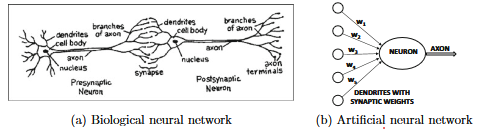 dendrites
cell body
axon
nucleus
Presynaptic
Neuron
branches
of axon
dendrites
cell body
axon
synapse
nucleus
Postsynaptic
Neuron
branches
of axon
axon
terminals
(a) Biological neural network
W₁
W₂
W₃
W₄
W₅
NEURON
AXON
DENDRITES WITH
SYNAPTIC WEIGHTS
(b) Artificial neural network